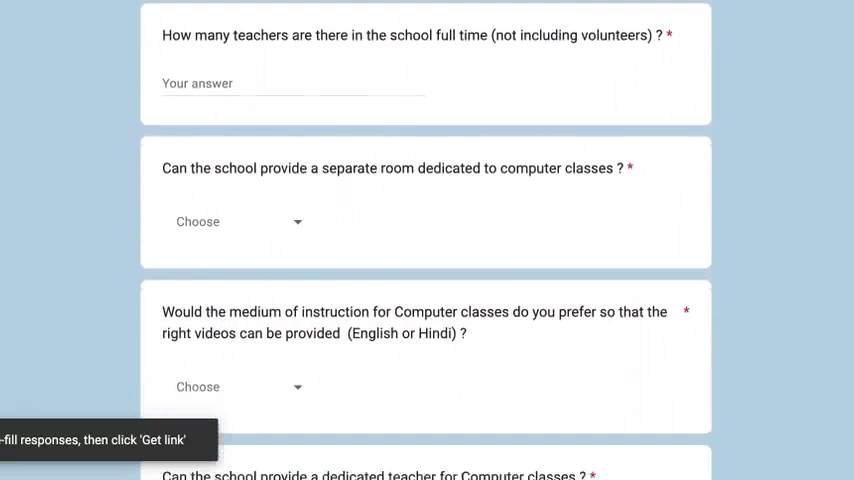 How many teachers are there in the school full time (not including volunteers) ? *
Your answer
Can the school provide a separate room dedicated to computer classes ? *
Choose
Would the medium of instruction for Computer classes do you prefer so that the *
right videos can be provided (English or Hindi) ?
Choose
-fill responses, then click 'Get link'
Can the school provide a dedicated teacher for Computer classes ? *